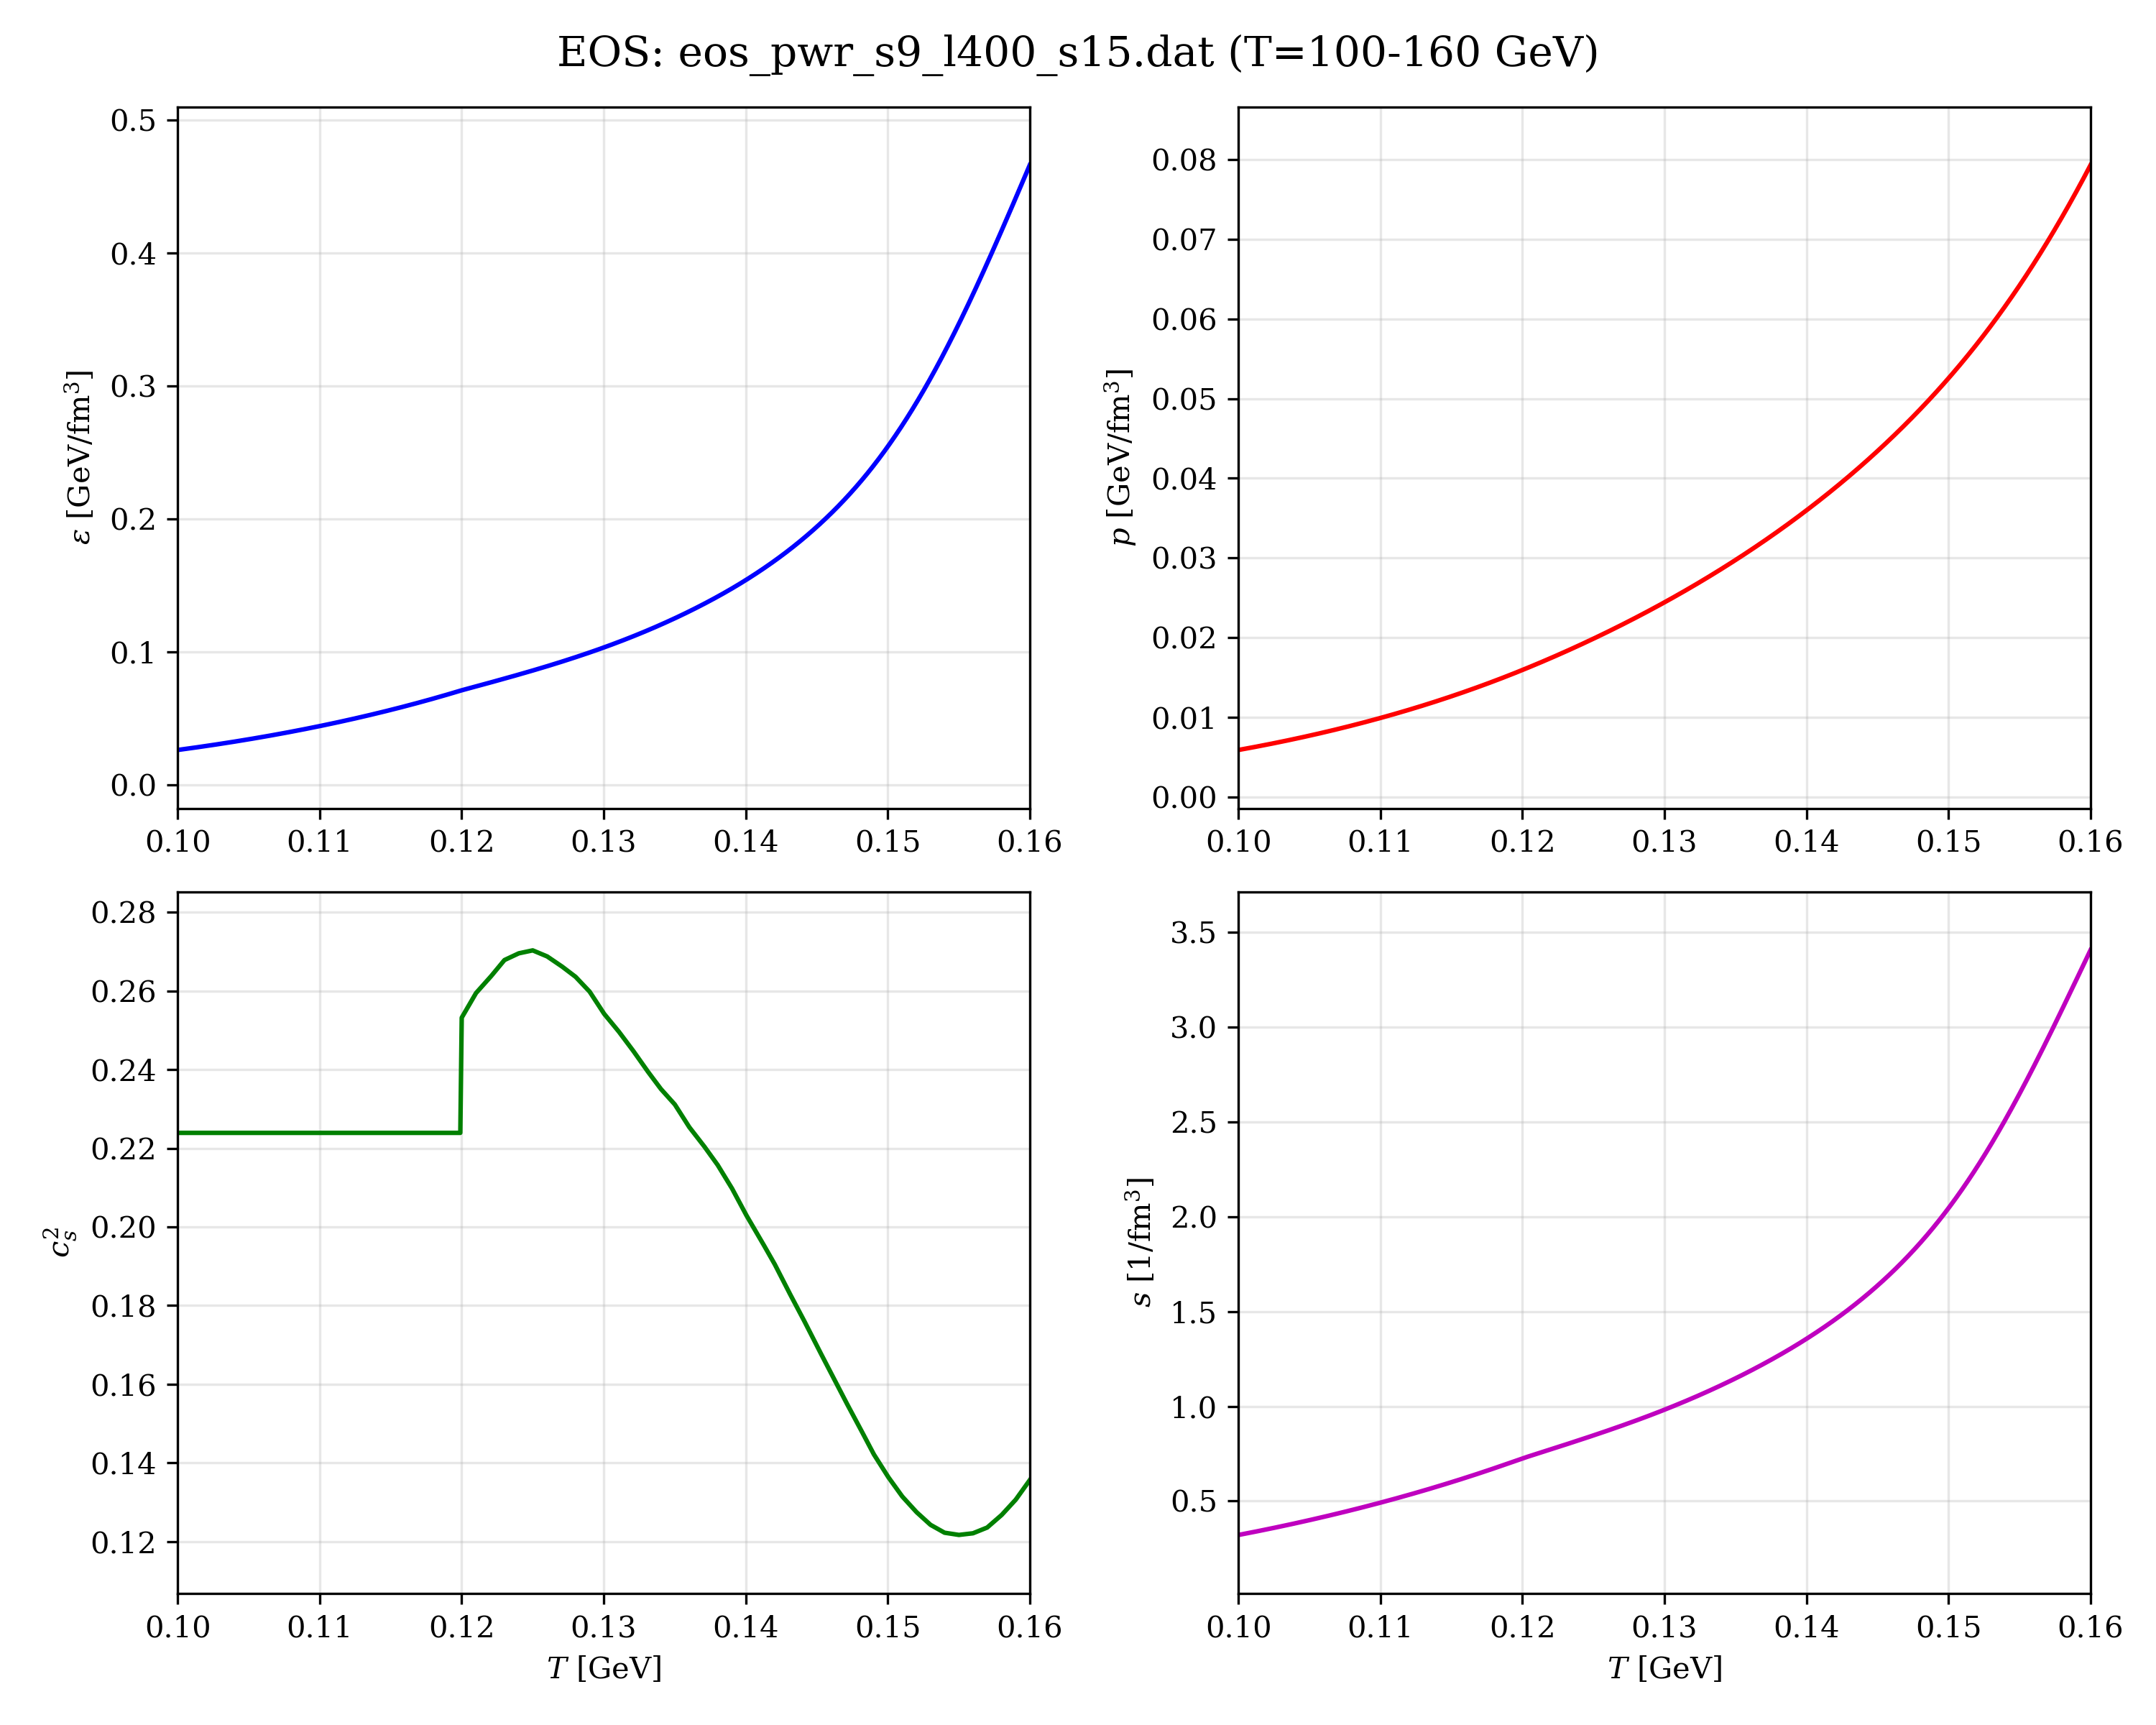 EOS: eos_pwr_s9_l400_s15.dat (T=100-160 GeV)
ε [GeV/fm³]
0.5
0.4
0.3
0.2
0.1
0.0
0.10 0.11 0.12 0.13 0.14 0.15 0.16
p [GeV/fm³]
0.08
0.07
0.06
0.05
0.04
0.03
0.02
0.01
0.00
0.10 0.11 0.12 0.13 0.14 0.15 0.16
c_s^2
0.28
0.26
0.24
0.22
0.20
0.18
0.16
0.14
0.12
0.10 0.11 0.12 0.13 0.14 0.15 0.16
T [GeV]
s [1/fm³]
3.5
3.0
2.5
2.0
1.5
1.0
0.5
0.10 0.11 0.12 0.13 0.14 0.15 0.16
T [GeV]